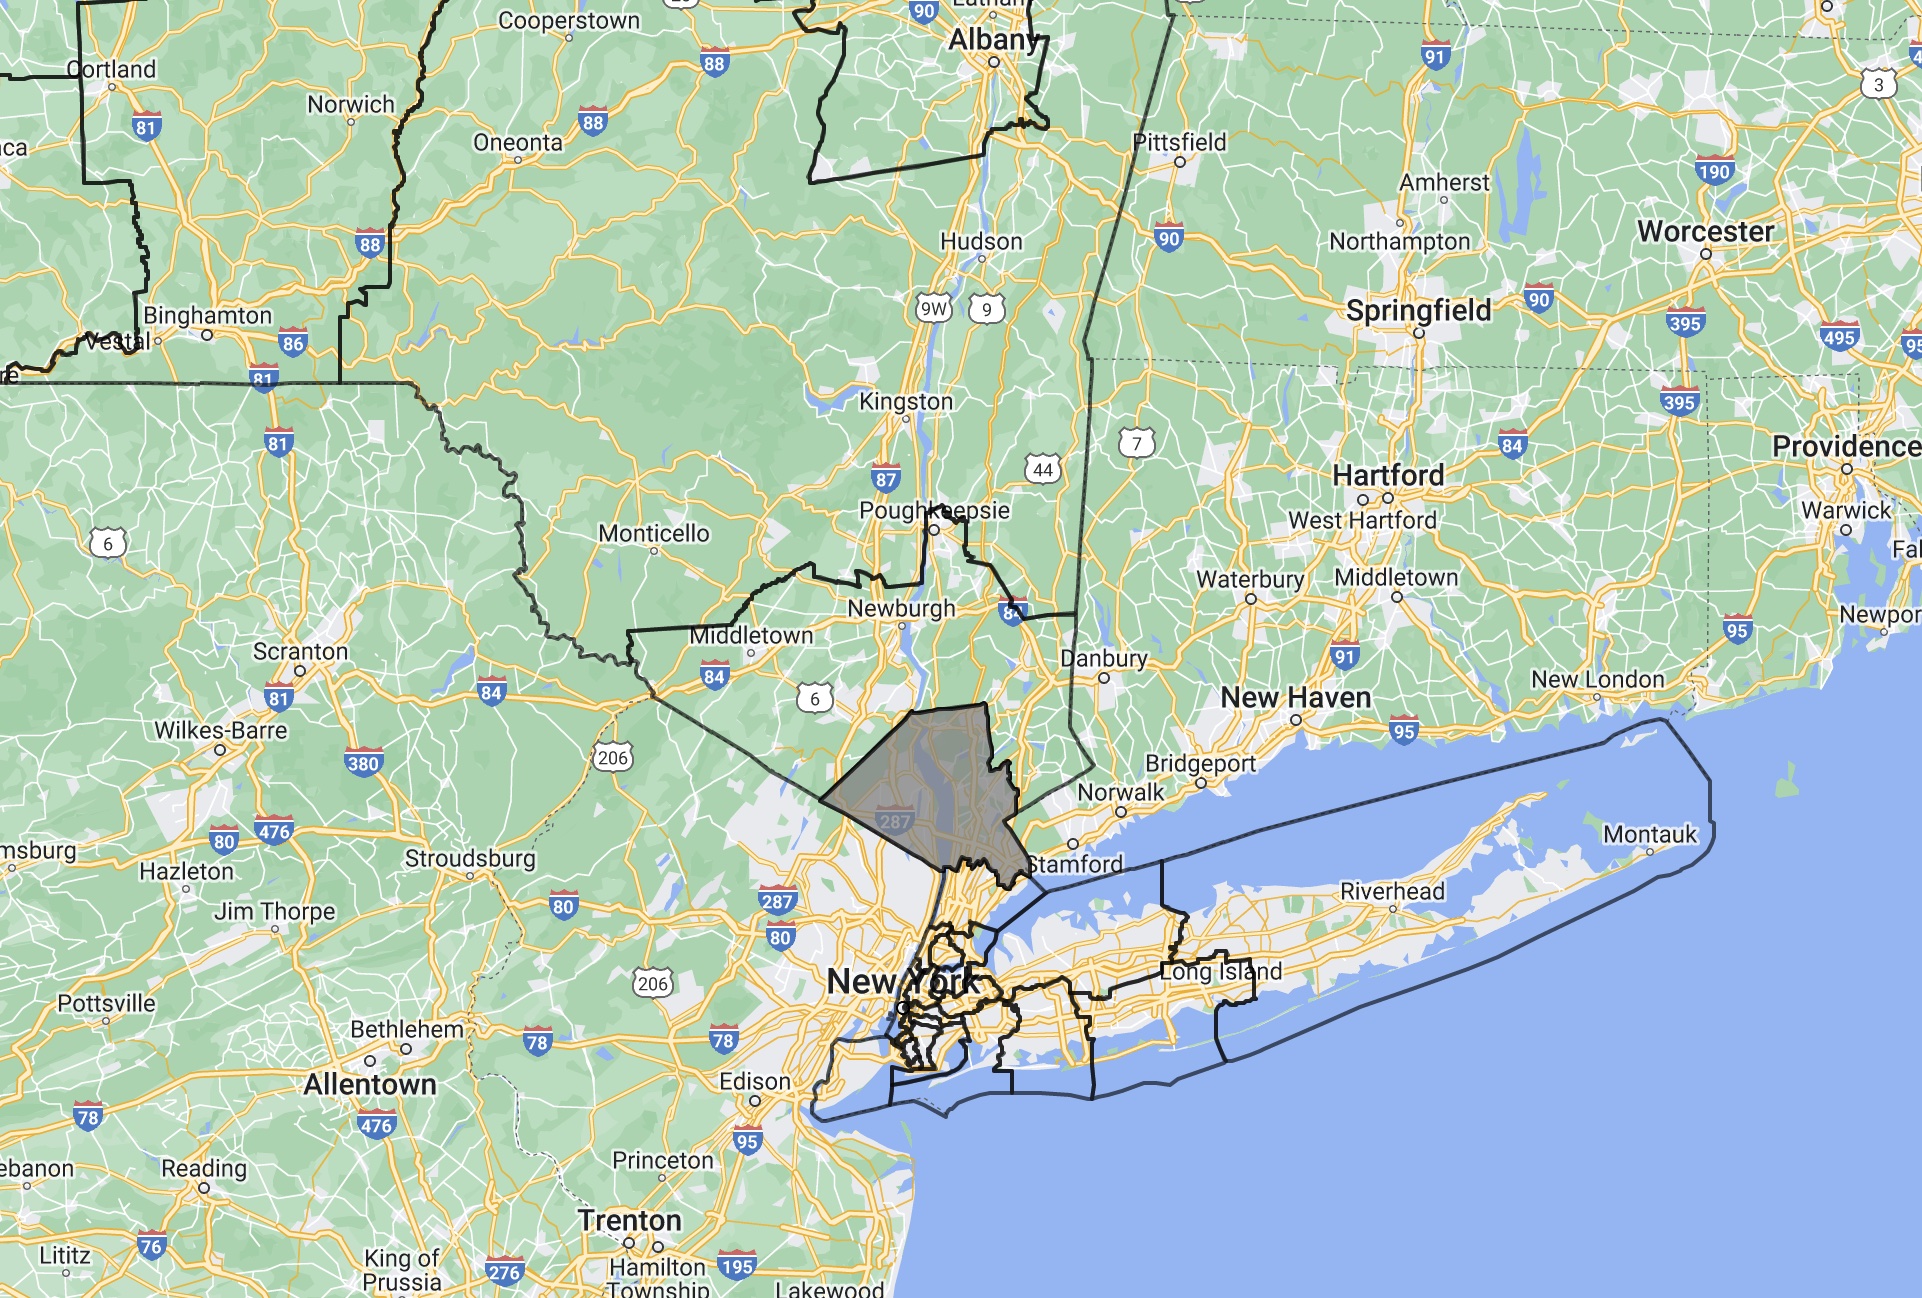 Cooperstown
90
Latham
Albany
88
91
Cortland
3
Norwich
81
88
Oneonta
Pittsfield
190
Amherst
Worcester
88
90
Hudson
Northampton
9W
9
90
Springfield
Binghamton
Vestal
86
395
495
95
81
Kingston
395
81
7
84
Providence
87
44
Hartford
Poughkeepsie
West Hartford
Warwick
6
Monticello
Waterbury
Middletown
Newburgh
84
95
Middletown
Scranton
Danbury
91
84
81
84
6
New London
New Haven
Wilkes-Barre
95
206
380
Bridgeport
Norwalk
287
476
80
Montauk
Stroudsburg
Hazleton
Stamford
Riverhead
287
80
Jim Thorpe
80
Long Island
New York
206
Pottsville
Bethlehem
78
78
Allentown
Edison
78
476
95
Princeton
Reading
Trenton
76
Lititz
King of
Prussia
276
Hamilton
Township
195
Lakewood